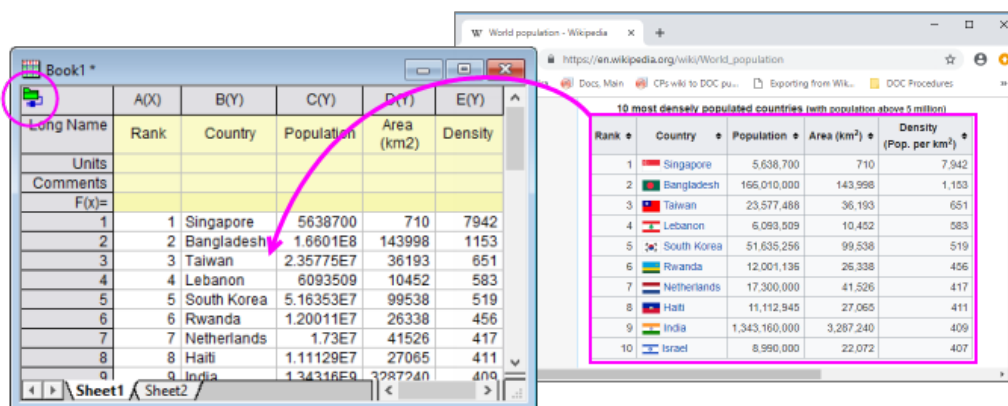 Book1 *
A(X) B(Y) C(Y) D(Y) E(Y)
Long Name Rank Country Population Area (km2) Density
Units
Comments
F(x)=
1 1 Singapore 5638700 710 7942
2 2 Bangladesh 1.6601E8 143998 1153
3 3 Taiwan 2.35775E7 36193 651
4 4 Lebanon 6093509 10452 583
5 5 South Korea 5.16353E7 99538 519
6 6 Rwanda 1.20011E7 26338 456
7 7 Netherlands 1.73E7 41526 417
8 8 Haiti 1.11129E7 27065 411
9 9 India 1.34316E9 3287240 409
Sheet1 Sheet2
W World population - Wikipedia × +
https://en.wikipedia.org/wiki/World_population
Docs, Main CPs wiki to DOC pu... Exporting from Wik... DOC Procedures »
10 most densely populated countries (with population above 5 million)
Rank Country Population Area (km²) Density
(Pop. per km²)
1 Singapore 5,638,700 710 7,942
2 Bangladesh 166,010,000 143,998 1,153
3 Taiwan 23,577,488 36,193 651
4 Lebanon 6,093,509 10,452 583
5 South Korea 51,635,256 99,538 519
6 Rwanda 12,001,136 26,338 456
7 Netherlands 17,300,000 41,526 417
8 Haiti 11,112,945 27,065 411
9 India 1,343,160,000 3,287,240 409
10 Israel 8,990,000 22,072 407